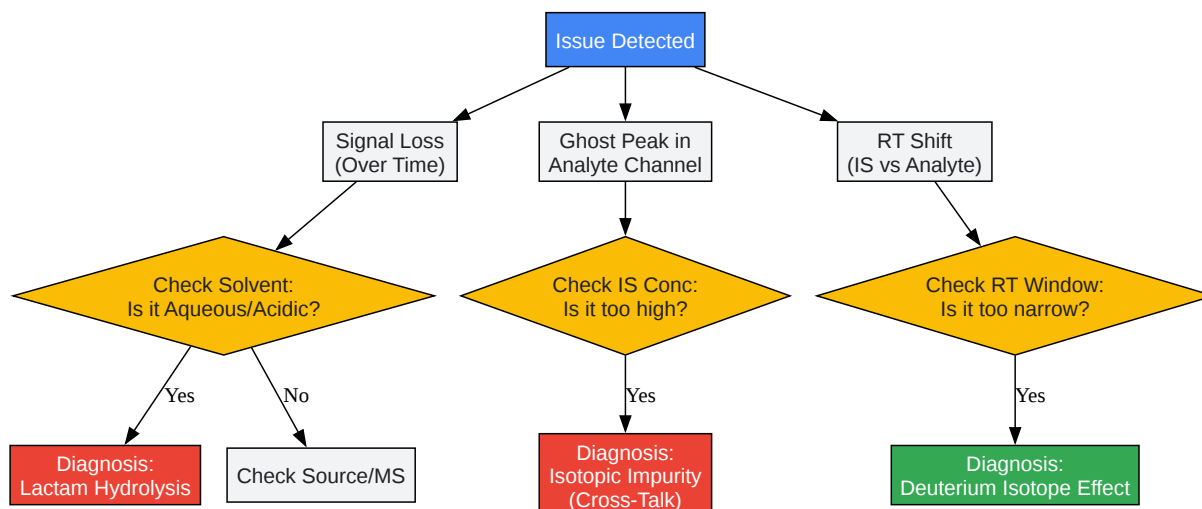 Issue Detected
Signal Loss
(Over Time)
Ghost Peak in
Analyte Channel
RT Shift
(IS vs Analyte)
Check Solvent:
Is it Aqueous/Acidic?
Check IS Conc:
Is it too high?
Check RT Window:
Is it too narrow?
Yes
No
Yes
Yes
Diagnosis:
Lactam Hydrolysis
Check Source/MS
Diagnosis:
Isotopic Impurity
(Cross-Talk)
Diagnosis:
Deuterium Isotope Effect